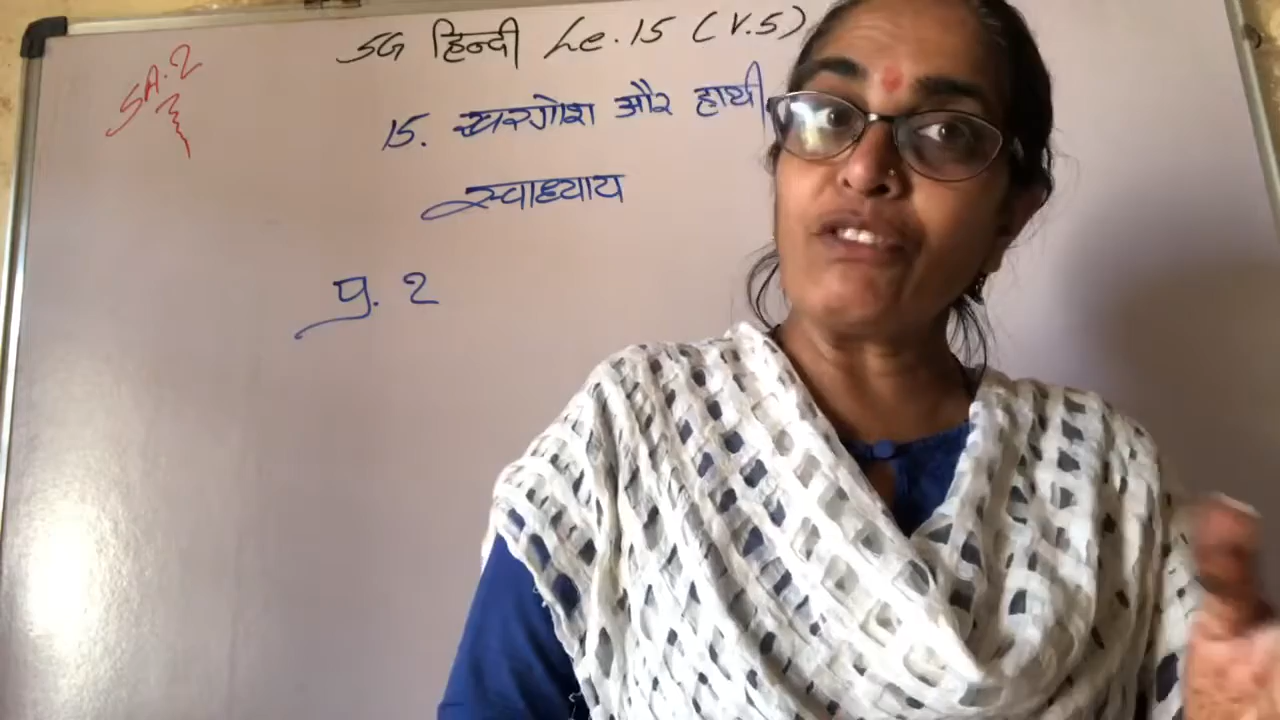 5G हिन्दी Le.15 (V.5)
SA.2
15. खरगोश और हाथी
स्वाध्याय
प्र. 2